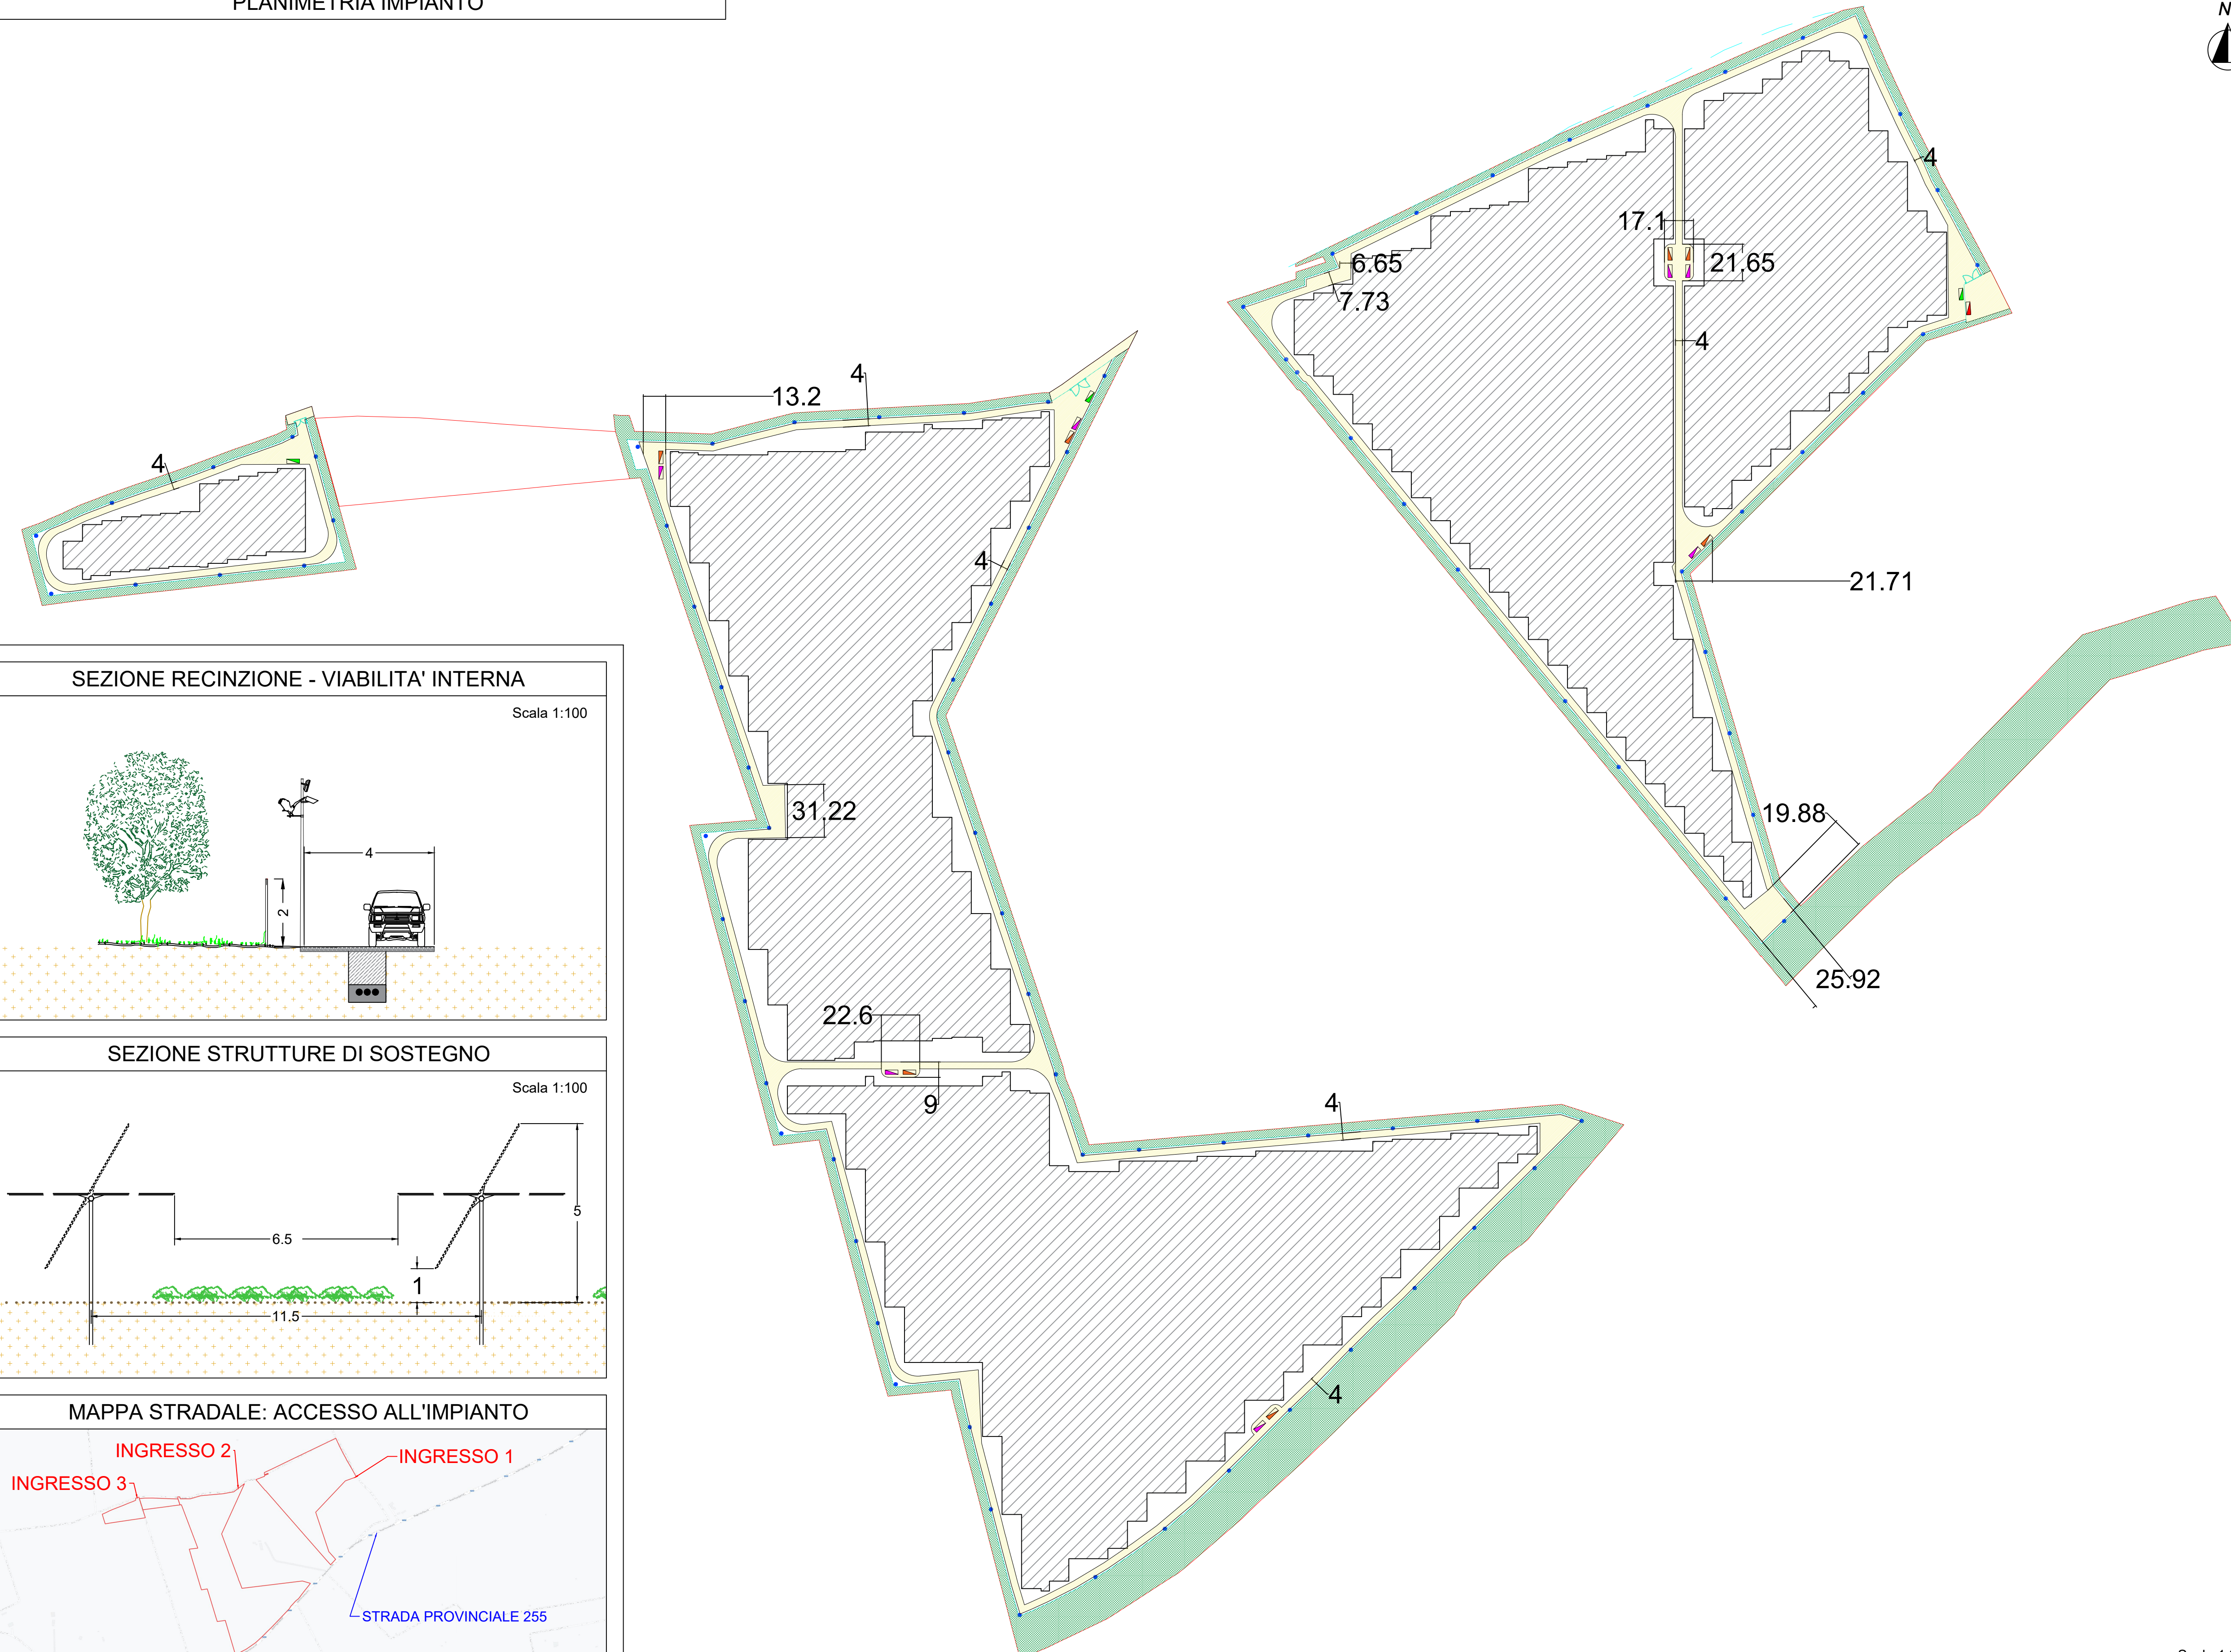 PLANIMETRIA IMPIANTO
N
4
17.1
21.65
6.65
7.73
4
13.2
4
4
4
21.71
31.22
19.88
25.92
22.6
9
4
4
SEZIONE RECINZIONE - VIABILITA' INTERNA
Scala 1:100
4
2
SEZIONE STRUTTURE DI SOSTEGNO
Scala 1:100
5
6.5
1
11.5
MAPPA STRADALE: ACCESSO ALL'IMPIANTO
INGRESSO 2
INGRESSO 1
INGRESSO 3
STRADA PROVINCIALE 255